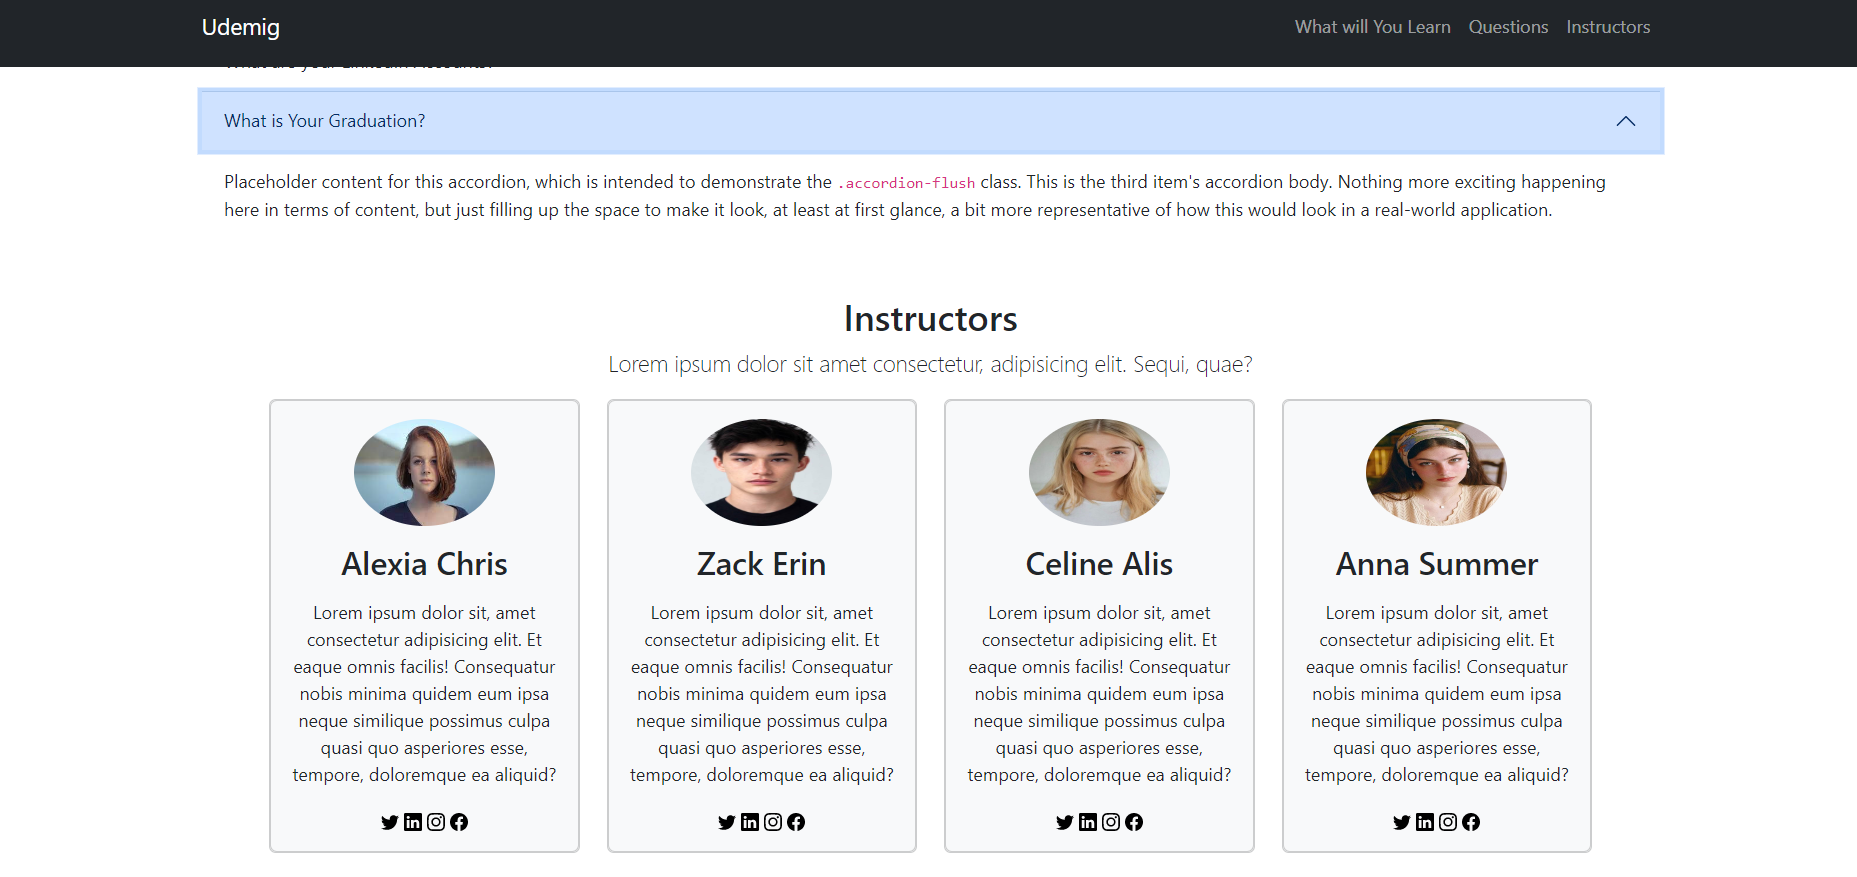 Udemig
What will You Learn Questions Instructors
What are your LinkedIn Accounts?
What is Your Graduation?
Placeholder content for this accordion, which is intended to demonstrate the .accordion-flush class. This is the third item's accordion body. Nothing more exciting happening
here in terms of content, but just filling up the space to make it look, at least at first glance, a bit more representative of how this would look in a real-world application.
Instructors
Lorem ipsum dolor sit amet consectetur, adipisicing elit. Sequi, quae?
Alexia Chris
Lorem ipsum dolor sit, amet
consectetur adipisicing elit. Et
eaque omnis facilis! Consequatur
nobis minima quidem eum ipsa
neque similique possimus culpa
quasi quo asperiores esse,
tempore, doloremque ea aliquid?
Zack Erin
Lorem ipsum dolor sit, amet
consectetur adipisicing elit. Et
eaque omnis facilis! Consequatur
nobis minima quidem eum ipsa
neque similique possimus culpa
quasi quo asperiores esse,
tempore, doloremque ea aliquid?
Celine Alis
Lorem ipsum dolor sit, amet
consectetur adipisicing elit. Et
eaque omnis facilis! Consequatur
nobis minima quidem eum ipsa
neque similique possimus culpa
quasi quo asperiores esse,
tempore, doloremque ea aliquid?
Anna Summer
Lorem ipsum dolor sit, amet
consectetur adipisicing elit. Et
eaque omnis facilis! Consequatur
nobis minima quidem eum ipsa
neque similique possimus culpa
quasi quo asperiores esse,
tempore, doloremque ea aliquid?